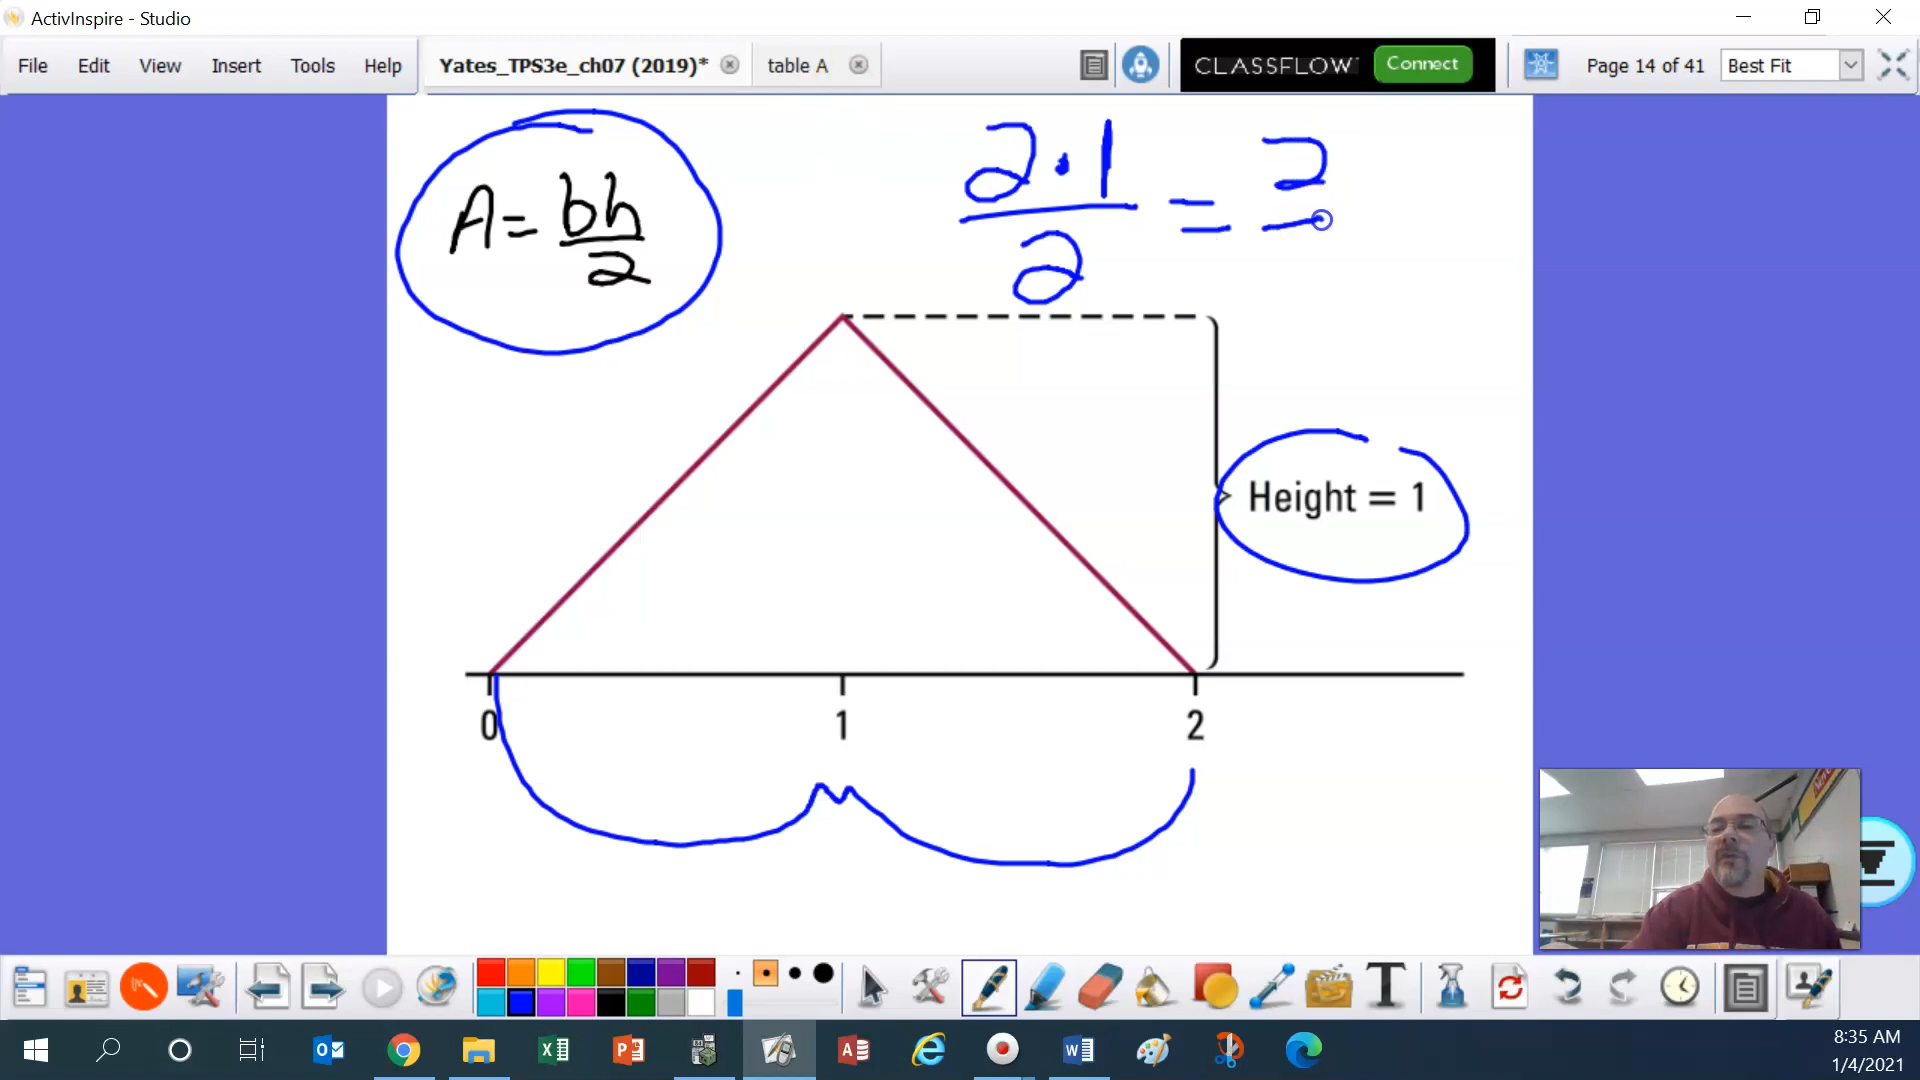 ActivInspire - Studio
File Edit View Insert Tools Help
Yates_TPS3e_ch07 (2019)*
table A
CLASSFLOW
Connect
Page 14 of 41
Best Fit
A = bh/2
2·1/2 = 2
Height = 1
0 1 2
T
8:35 AM
1/4/2021